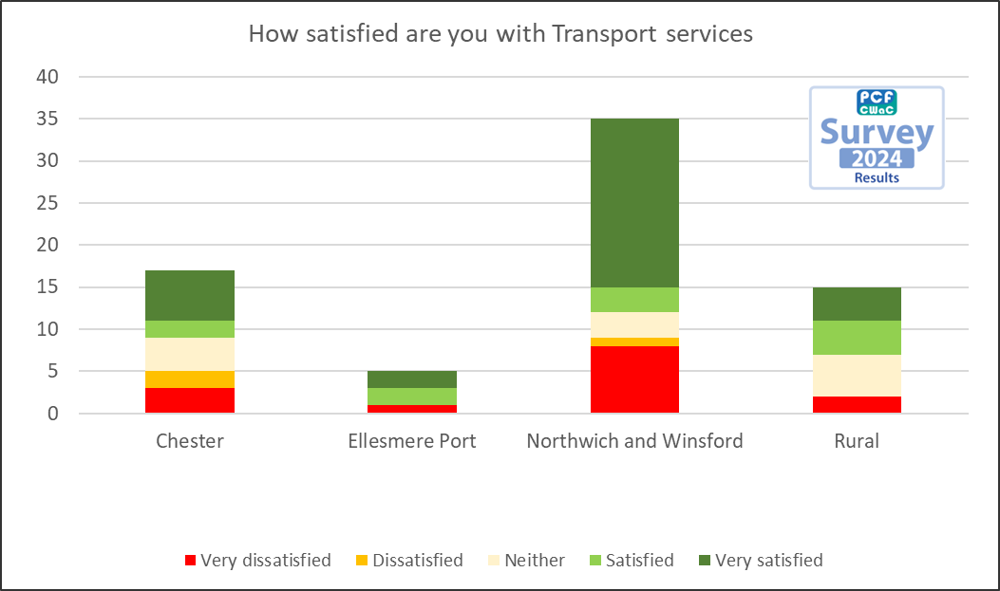 How satisfied are you with Transport services
40
35
30
25
20
15
10
5
0
PCF
CWaC
Survey
2024
Results
Chester
Ellesmere Port
Northwich and Winsford
Rural
Very dissatisfied
Dissatisfied
Neither
Satisfied
Very satisfied